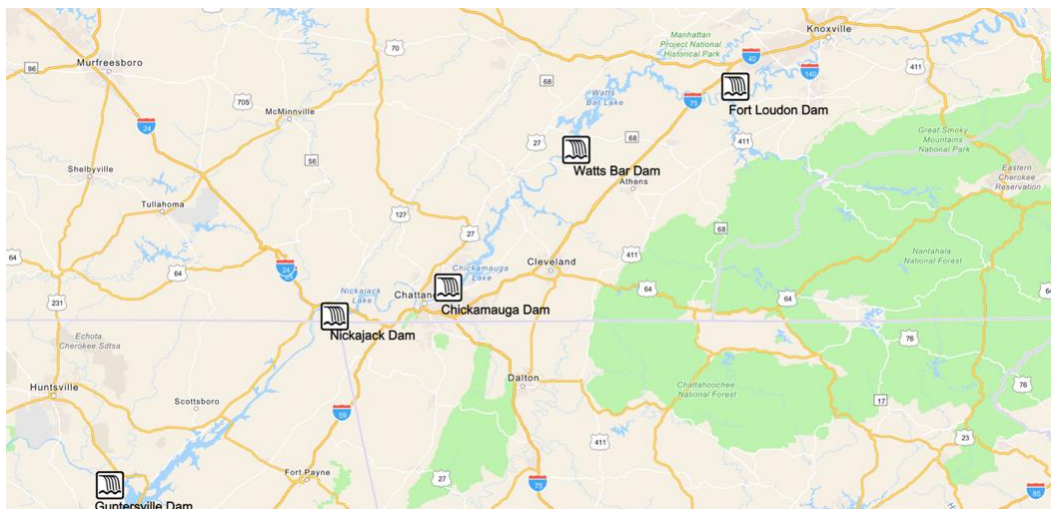 Knoxville
Manhattan
Project National
Historical Park
40
140
411
75
Fort Loudon Dam
411
Great Smoky
Mountains
National Park
Eastern
Cherokee
Reservation
Murfreesboro
96
70
705
24
McMinnville
56
68
Watts
Bar Lake
27
68
Watts Bar Dam
Athens
Shelbyville
Tullahoma
127
27
68
411
Nantahala
National Forest
64
64
24
Cleveland
Chickamauga
Lake
Nickajack
Lake
Chattano
Chickamauga Dam
Nickajack Dam
64
64
64
231
Echota
Cherokee Sdtsa
76
76
Huntsville
Scottsboro
Dalton
Chattahoochee
National Forest
17
59
411
23
Fort Payne
27
75
85
Guntersville Dam